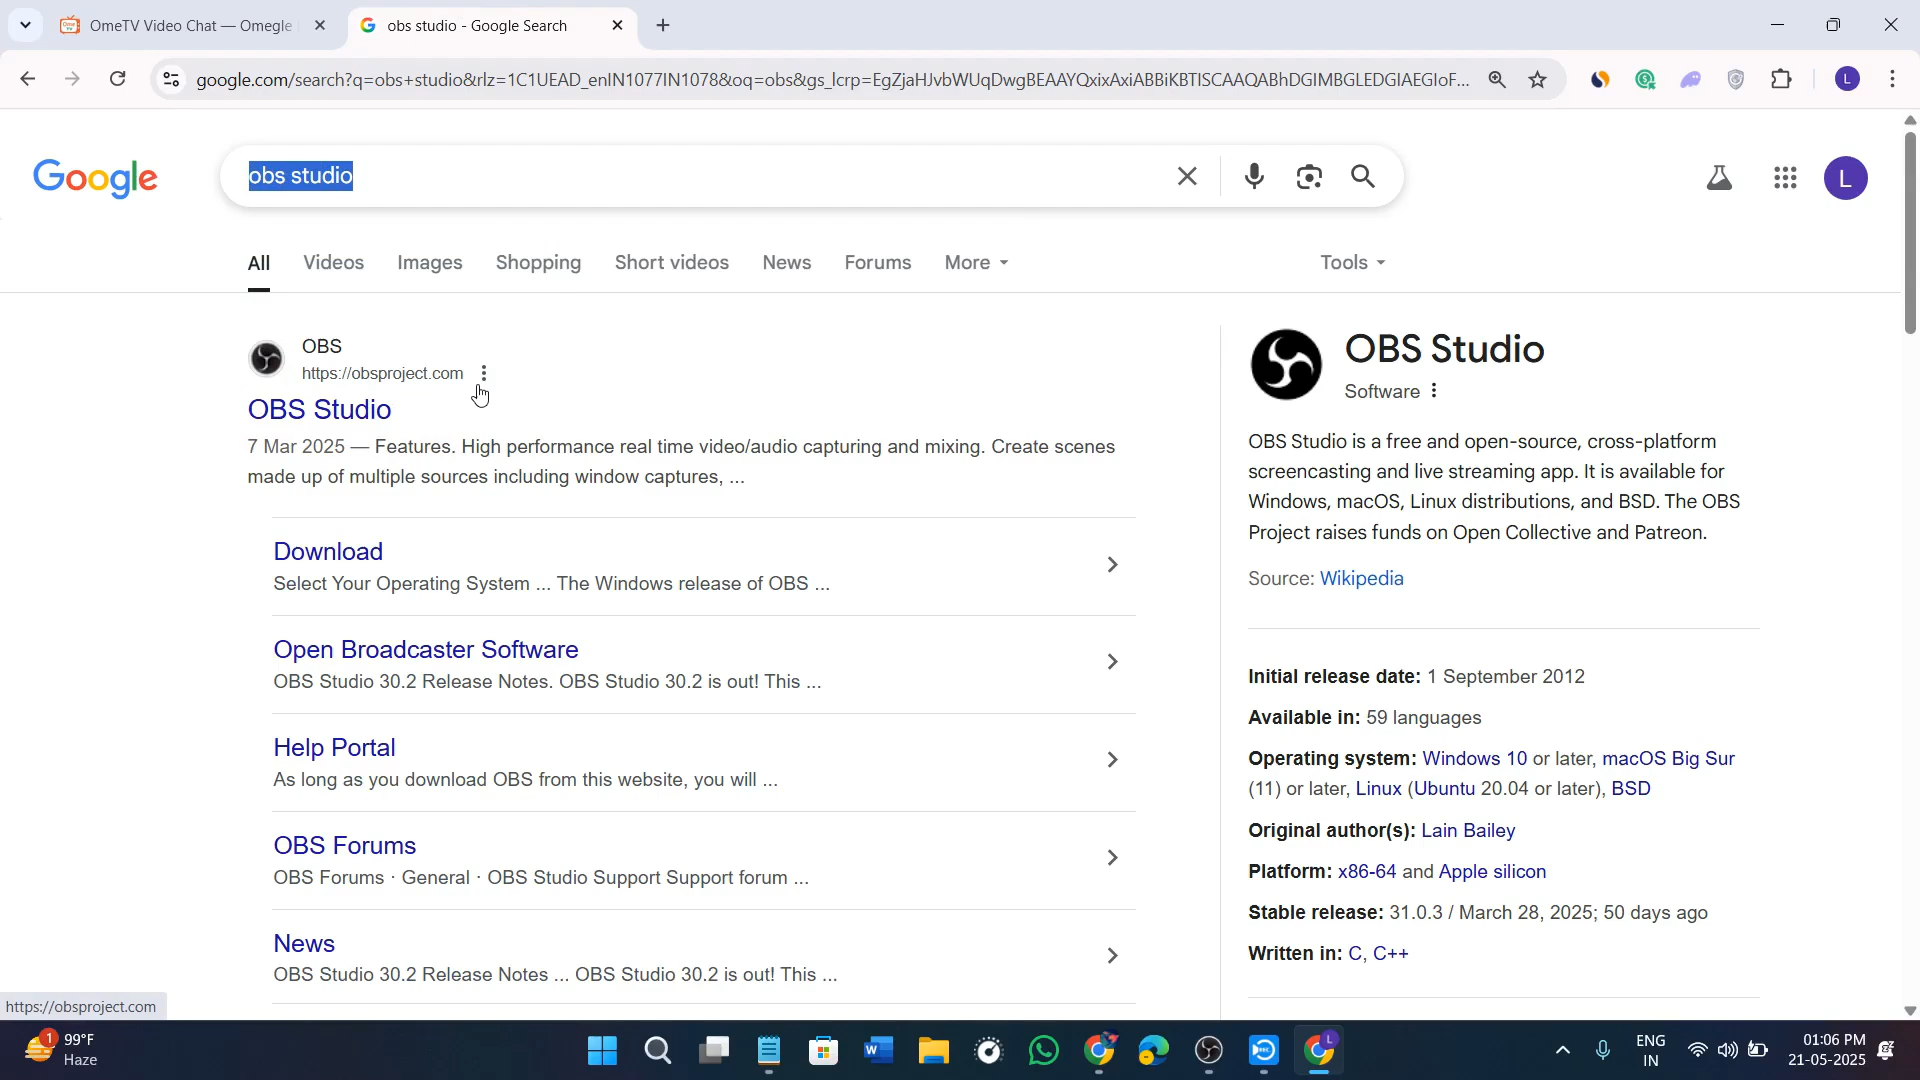 OmeTV Video Chat — Omegle
obs studio - Google Search
google.com/search?q=obs+studio&rlz=1C1UEAD_enIN1077IN1078&oq=obs&gs_lcrp=EgZjaHJvbWUqDwgBEAAYQxixAxiABBiKBTISCAAQABhDGIMBGLEDGIAEGIoF...
L
Google
obs studio
L
All Videos Images Shopping Short videos News Forums More Tools
OBS
https://obsproject.com
OBS Studio
7 Mar 2025 — Features. High performance real time video/audio capturing and mixing. Create scenes
made up of multiple sources including window captures, ...
Download
Select Your Operating System ... The Windows release of OBS ...
Open Broadcaster Software
OBS Studio 30.2 Release Notes. OBS Studio 30.2 is out! This ...
Help Portal
As long as you download OBS from this website, you will ...
OBS Forums
OBS Forums · General · OBS Studio Support Support forum ...
News
OBS Studio 30.2 Release Notes ... OBS Studio 30.2 is out! This ...
OBS Studio
Software
OBS Studio is a free and open-source, cross-platform
screencasting and live streaming app. It is available for
Windows, macOS, Linux distributions, and BSD. The OBS
Project raises funds on Open Collective and Patreon.
Source: Wikipedia
Initial release date: 1 September 2012
Available in: 59 languages
Operating system: Windows 10 or later, macOS Big Sur
(11) or later, Linux (Ubuntu 20.04 or later), BSD
Original author(s): Lain Bailey
Platform: x86-64 and Apple silicon
Stable release: 31.0.3 / March 28, 2025; 50 days ago
Written in: C, C++
https://obsproject.com
1
99°F
Haze
L
ENG
IN
01:06 PM
21-05-2025